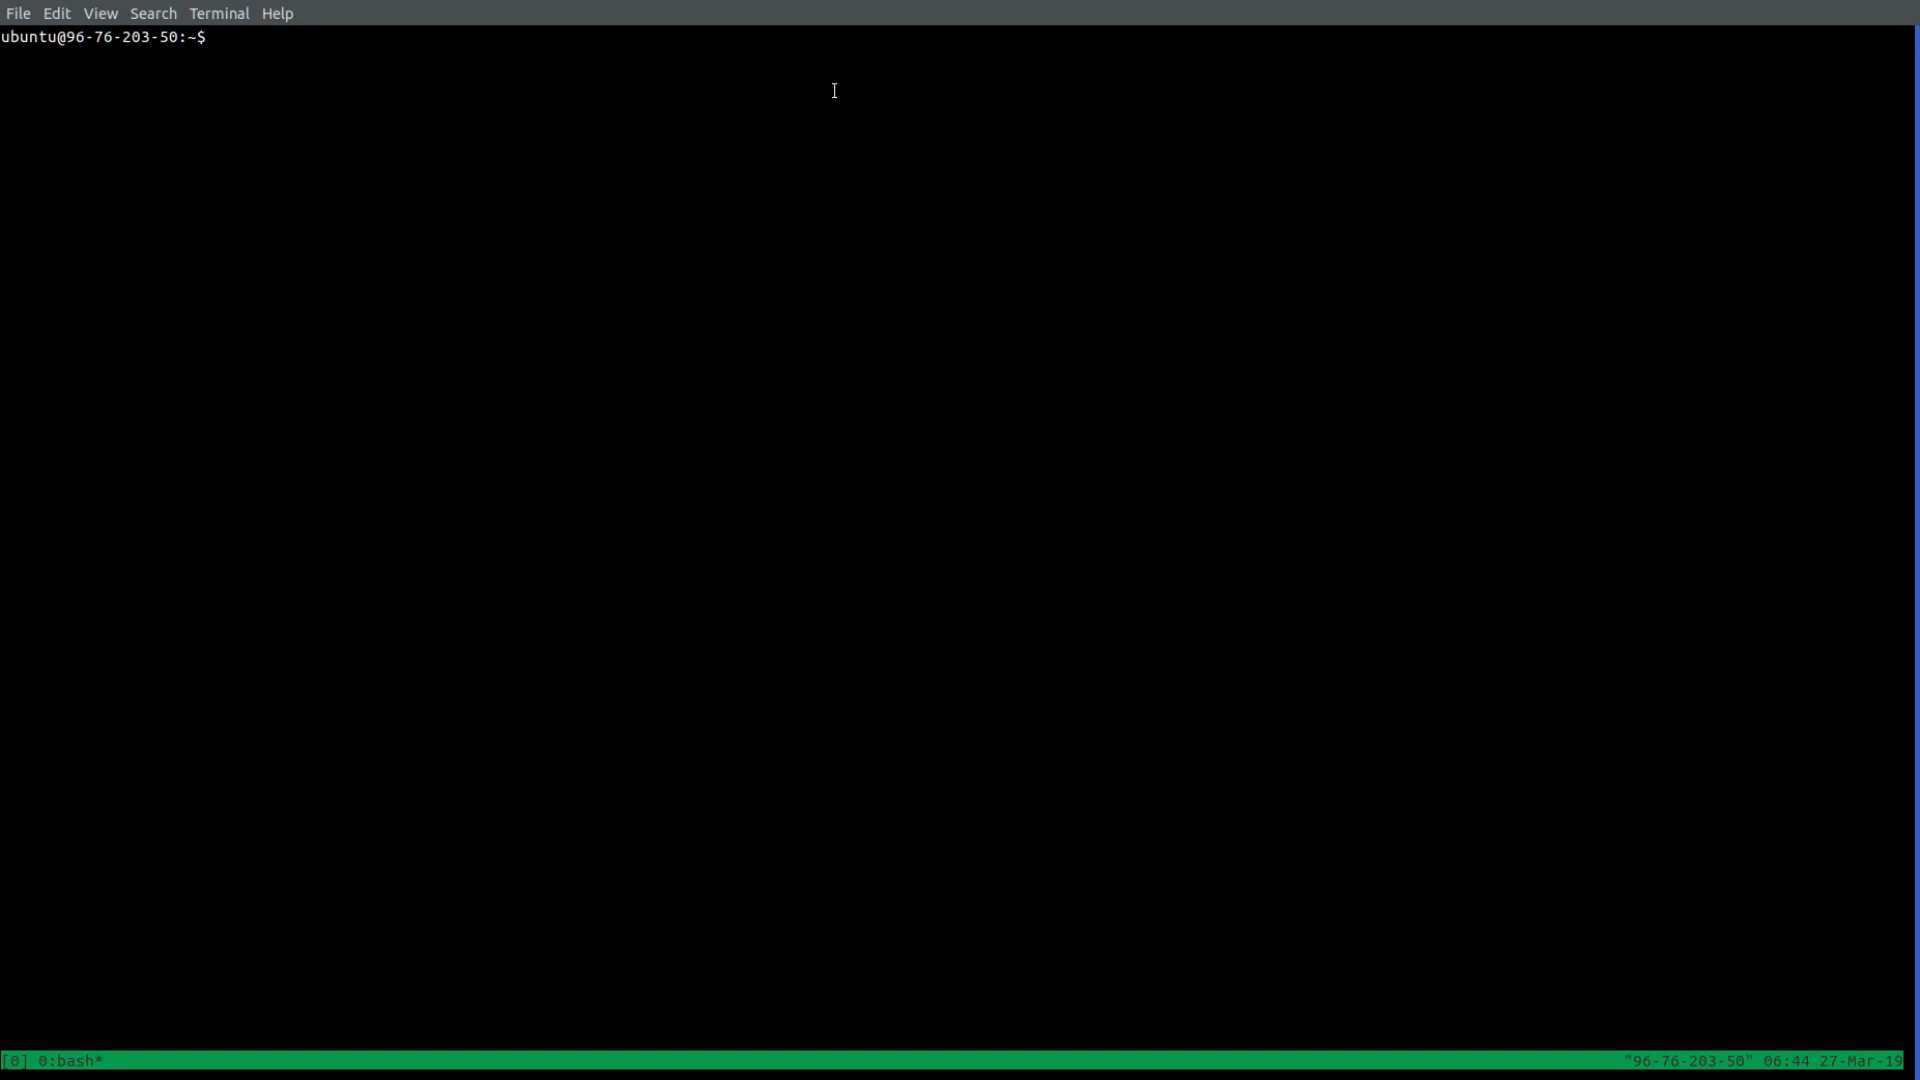 File Edit View Search Terminal Help
ubuntu@96-76-203-50:~$
[0] 0:bash* "96-76-203-50" 06:44 27-Mar-19